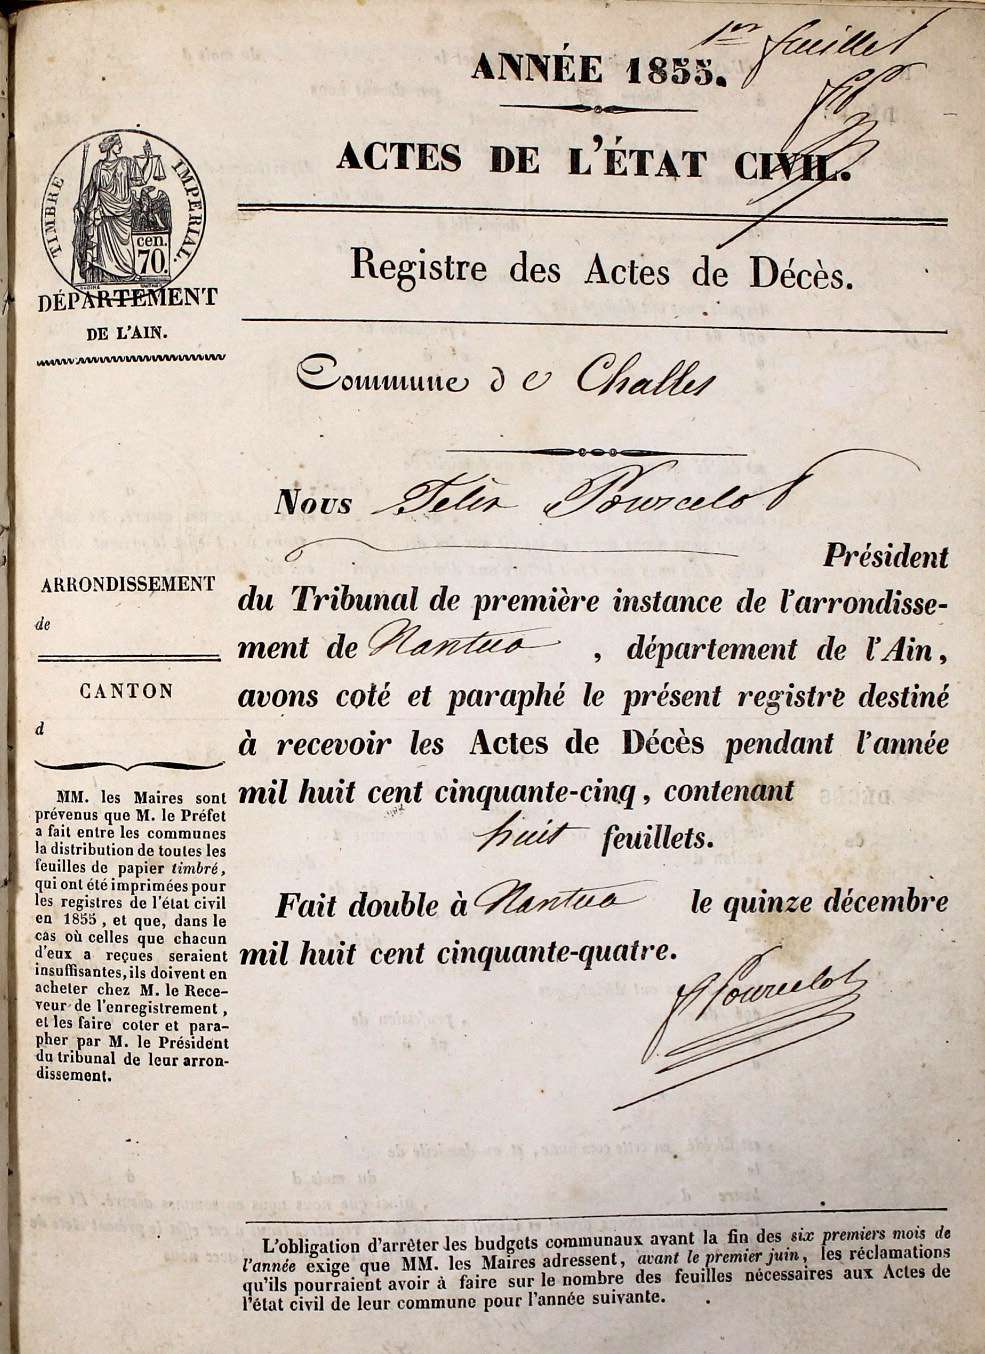 1er feuillet
ANNÉE 1855.
ACTES DE L'ÉTAT CIVIL.
TIMBRE IMPERIAL.
cen.
70.
DÉPARTEMENT
DE L'AIN.
Registre des Actes de Décès.
Commune de Challes
Nous Félix Pourcelot
Président
du Tribunal de première instance de l'arrondisse-
ment de Nantua, département de l'Ain,
avons coté et paraphé le présent registre destiné
à recevoir les Actes de Décès pendant l'année
mil huit cent cinquante-cinq, contenant
huit feuillets.
Fait double à Nantua le quinze décembre
mil huit cent cinquante-quatre.
F Pourcelot
ARRONDISSEMENT
de
CANTON
d
MM. les Maires sont
prévenus que M. le Préfet
a fait entre les communes
la distribution de toutes les
feuilles de papier timbré,
qui ont été imprimées pour
les registres de l'état civil
en 1855, et que, dans le
cas où celles que chacun
d'eux a reçues seraient
insuffisantes, ils doivent en
acheter chez M. le Rece-
veur de l'enregistrement,
et les faire coter et para-
pher par M. le Président
du tribunal de leur arron-
dissement.
L'obligation d'arrêter les budgets communaux avant la fin des six premiers mois de
l'année exige que MM. les Maires adressent, avant le premier juin, les réclamations
qu'ils pourraient avoir à faire sur le nombre des feuilles nécessaires aux Actes de
l'état civil de leur commune pour l'année suivante.